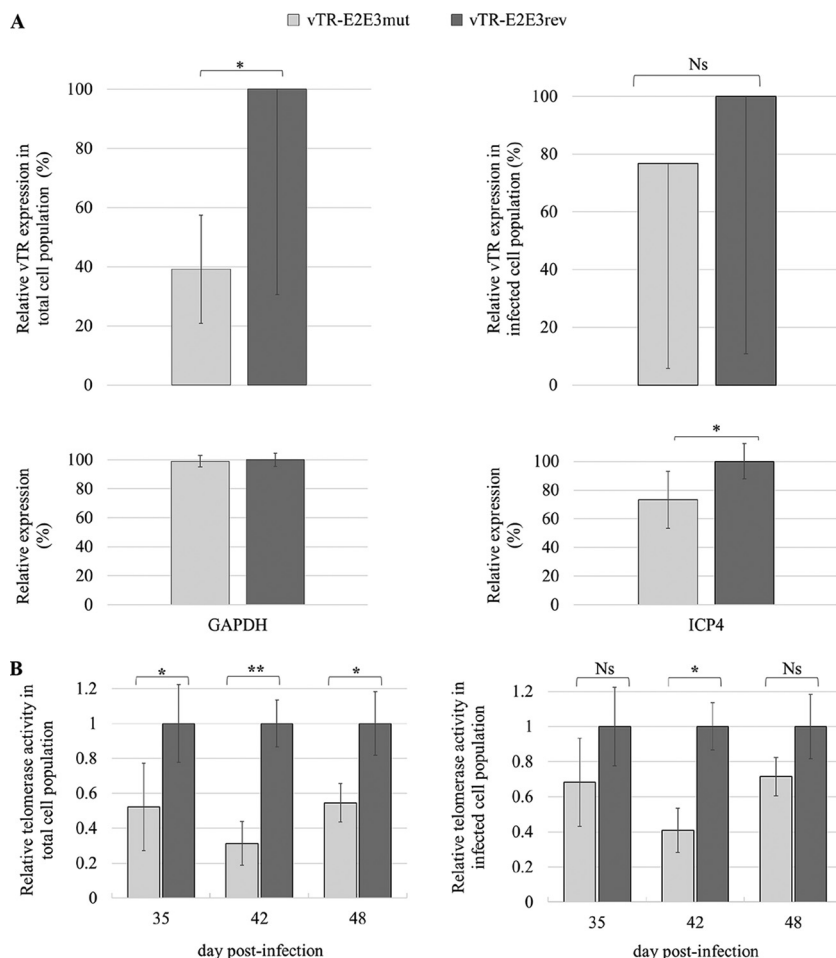 A
vTR-E2E3mut vTR-E2E3rev
*
Relative vTR expression in
total cell population (%)
100
80
60
40
20
0
Ns
Relative vTR expression in
infected cell population (%)
100
80
60
40
20
0
Relative expression
(%)
100
80
60
40
20
0
GAPDH
*
Relative expression
(%)
100
80
60
40
20
0
ICP4
B
* ** *
Relative telomerase activity in
total cell population
1.2
1
0.8
0.6
0.4
0.2
0
35 42 48
day post-infection
Ns * Ns
Relative telomerase activity in
infected cell population
1.2
1
0.8
0.6
0.4
0.2
0
35 42 48
day post-infection